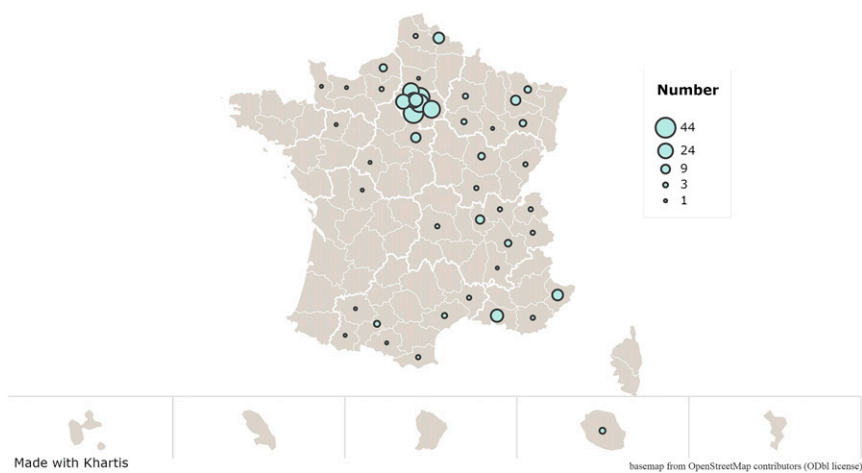 Number
44
24
9
3
1
Made with Khartis
basemap from OpenStreetMap contributors (ODbl license)